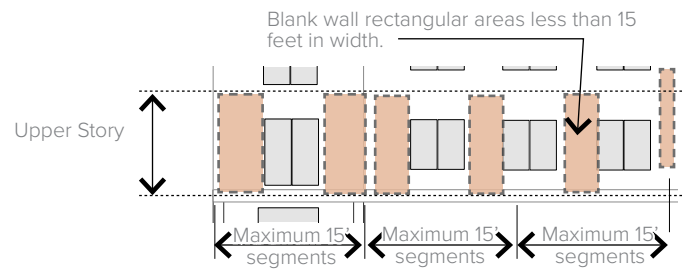 Blank wall rectangular areas less than 15
feet in width.
Upper Story
Maximum 15'
segments
Maximum 15'
segments
Maximum 15'
segments